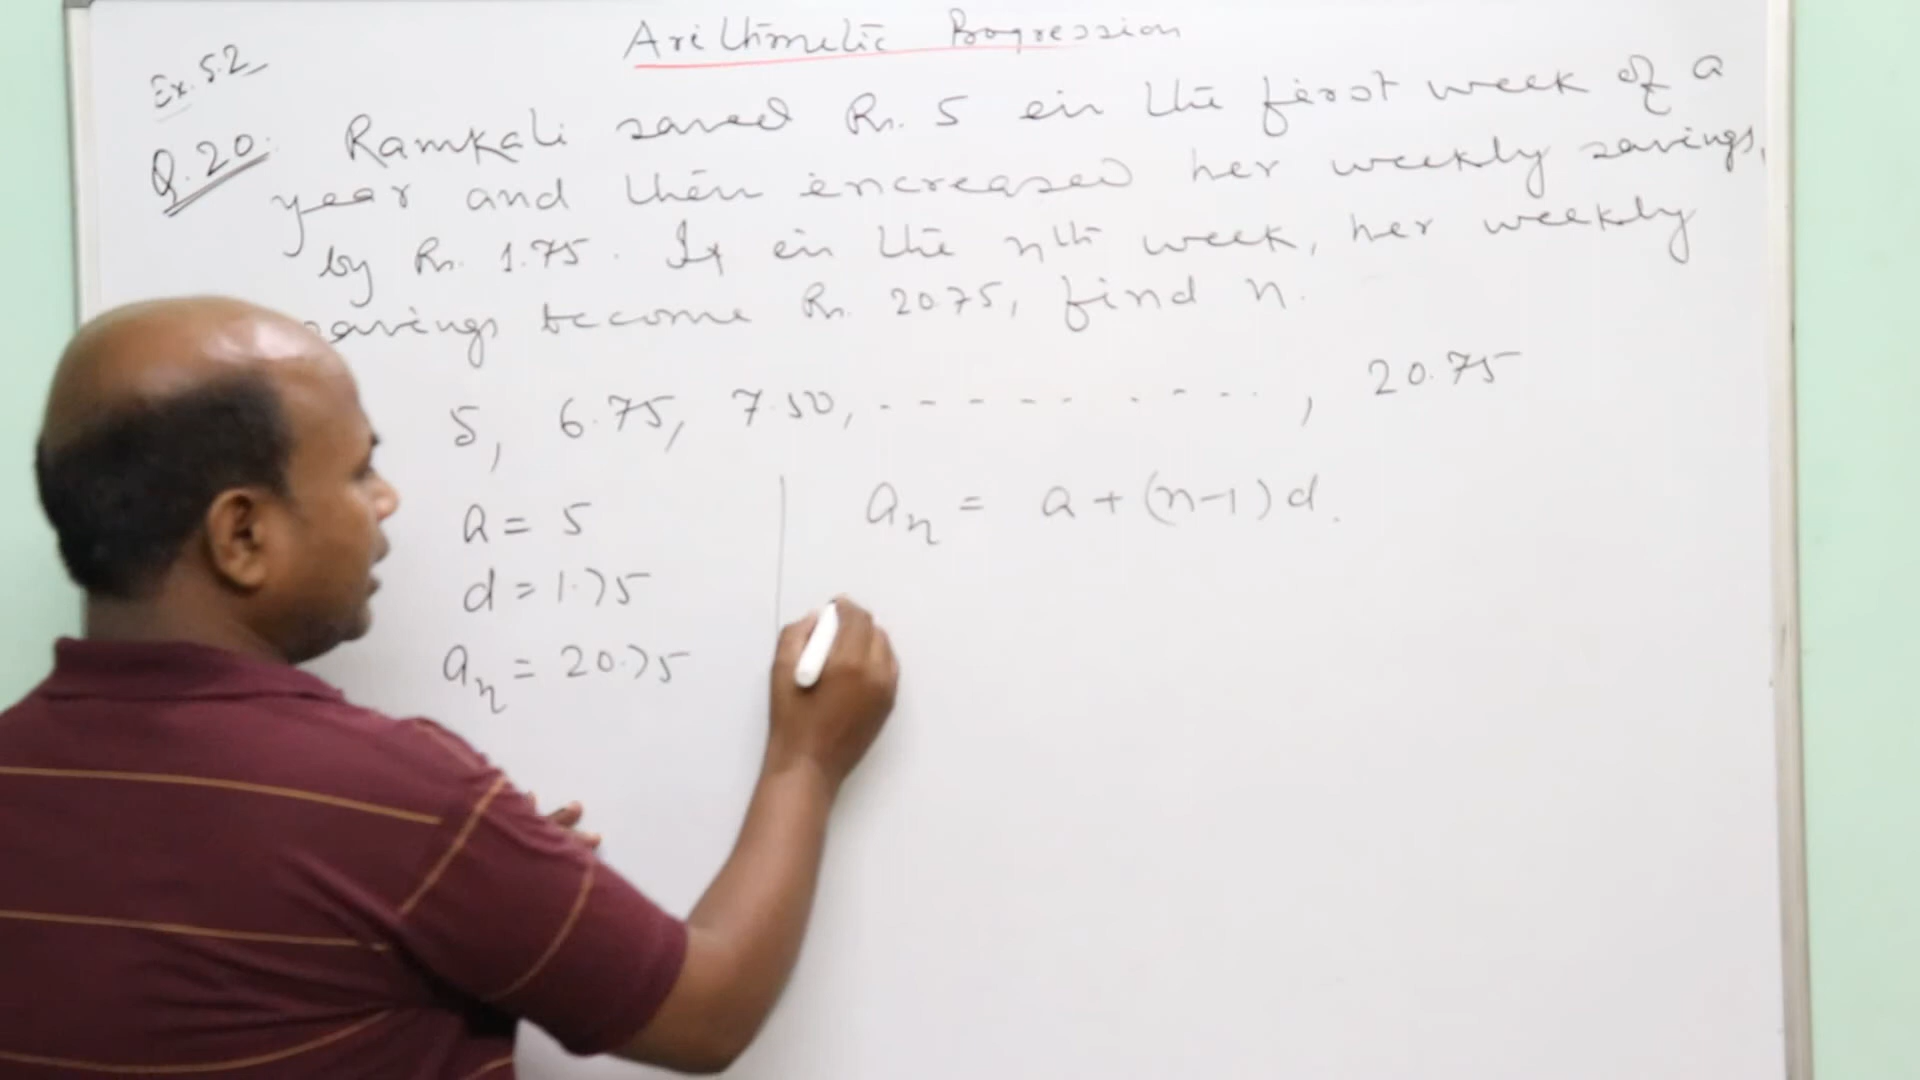 Arithmetic Progression
Ex. 5.2
Q.20. Ramkali saved Rs. 5 in the first week of a
year and then increased her weekly savings,
by Rs. 1.75. If in the nth week, her weekly
savings become Rs. 20.75, find n.
5, 6.75, 7.50, - - - - - - - - - , 20.75
a = 5
d = 1.75
an = 20.75
an = a + (n-1) d.